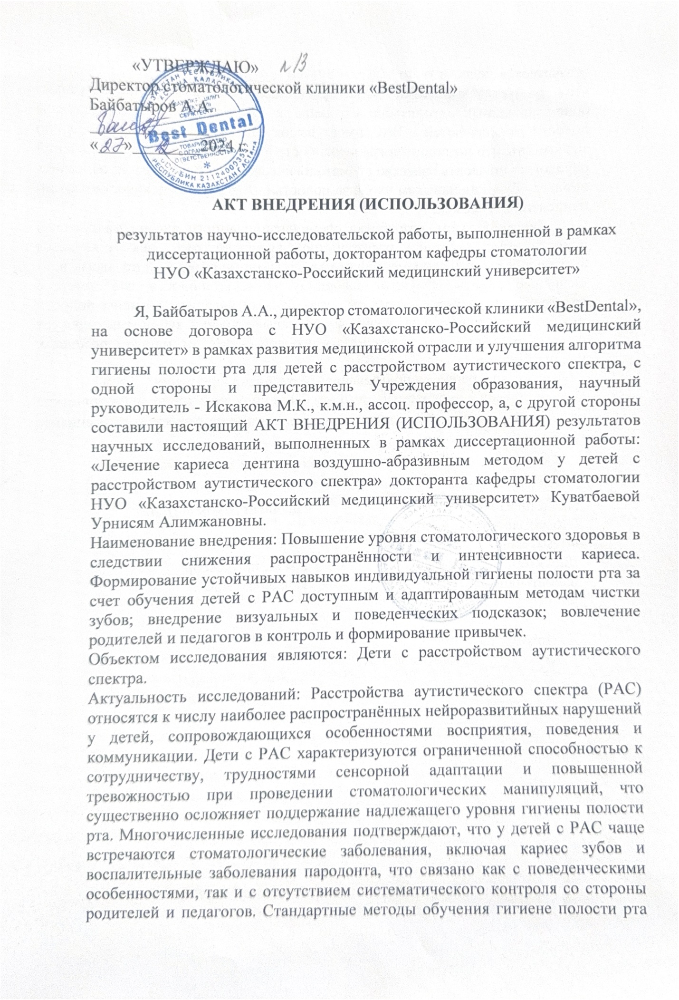 «УТВЕРЖДАЮ» №13
Директор стоматологической клиники «BestDental»
Байбатыров А.А.
«27» 12 2024 г.
ҚАЗАҚСТАН РЕСПУБЛИКАСЫ
АСТАНА ҚАЛАСЫ
СЕРІКТЕСТІГІ
Best Dental
ТОВАРИЩЕСТВО
С ОГРАНИЧЕННОЙ
ОТВЕТСТВЕННОСТЬЮ
РЕСПУБЛИКА КАЗАХСТАН Г АСТАНА
АКТ ВНЕДРЕНИЯ (ИСПОЛЬЗОВАНИЯ)
результатов научно-исследовательской работы, выполненной в рамках
диссертационной работы, докторантом кафедры стоматологии
НУО «Казахстанско-Российский медицинский университет»
Я, Байбатыров А.А., директор стоматологической клиники «BestDental»,
на основе договора с НУО «Казахстанско-Российский медицинский
университет» в рамках развития медицинской отрасли и улучшения алгоритма
гигиены полости рта для детей с расстройством аутистического спектра, с
одной стороны и представитель Учреждения образования, научный
руководитель - Искакова М.К., к.м.н., ассоц. профессор, а, с другой стороны
составили настоящий АКТ ВНЕДРЕНИЯ (ИСПОЛЬЗОВАНИЯ) результатов
научных исследований, выполненных в рамках диссертационной работы:
«Лечение кариеса дентина воздушно-абразивным методом у детей с
расстройством аутистического спектра» докторанта кафедры стоматологии
НУО «Казахстанско-Российский медицинский университет» Куватбаевой
Урнисям Алимжановны.
Наименование внедрения: Повышение уровня стоматологического здоровья в
следствии снижения распространённости и интенсивности кариеса.
Формирование устойчивых навыков индивидуальной гигиены полости рта за
счет обучения детей с РАС доступным и адаптированным методам чистки
зубов; внедрение визуальных и поведенческих подсказок; вовлечение
родителей и педагогов в контроль и формирование привычек.
Объектом исследования являются: Дети с расстройством аутистического
спектра.
Актуальность исследований: Расстройства аутистического спектра (РАС)
относятся к числу наиболее распространённых нейроразвитийных нарушений
у детей, сопровождающихся особенностями восприятия, поведения и
коммуникации. Дети с РАС характеризуются ограниченной способностью к
сотрудничеству, трудностями сенсорной адаптации и повышенной
тревожностью при проведении стоматологических манипуляций, что
существенно осложняет поддержание надлежащего уровня гигиены полости
рта. Многочисленные исследования подтверждают, что у детей с РАС чаще
встречаются стоматологические заболевания, включая кариес зубов и
воспалительные заболевания пародонта, что связано как с поведенческими
особенностями, так и с отсутствием систематического контроля со стороны
родителей и педагогов. Стандартные методы обучения гигиене полости рта